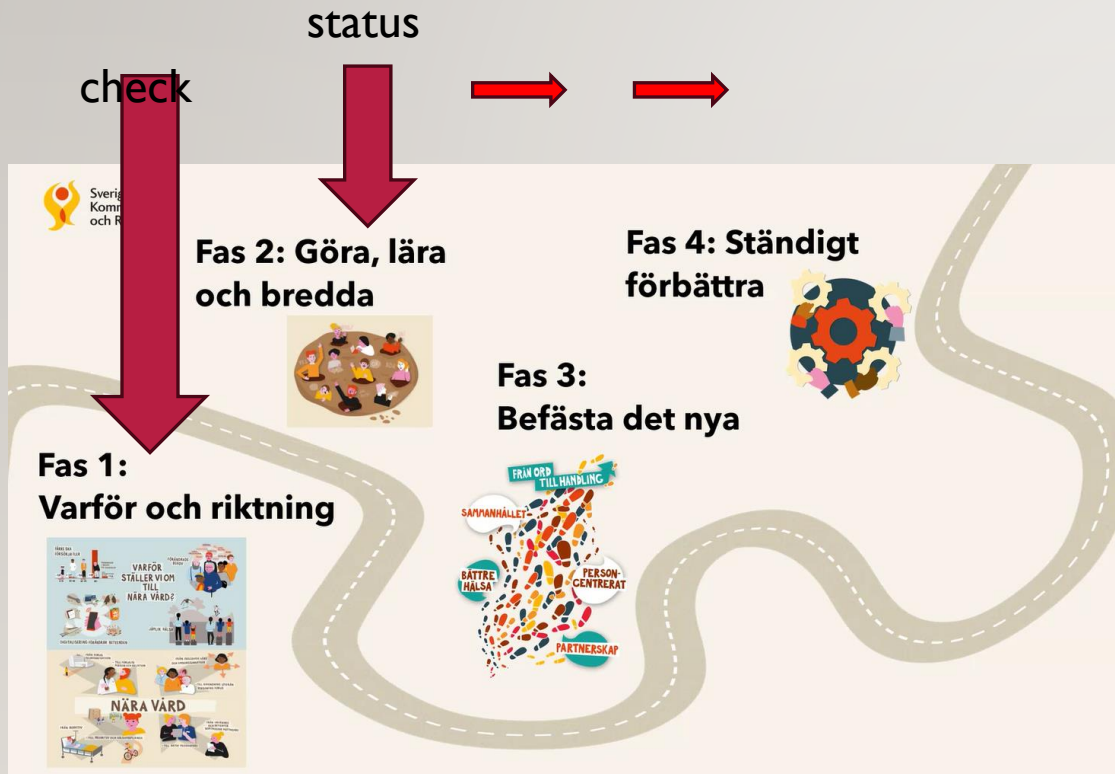 status
check
Fas 2: Göra, lära
och bredda
Fas 4: Ständigt
förbättra
Fas 3:
Befästa det nya
Fas 1:
Varför och riktning
FRÅN ORD
TILL HANDLING
SAMMANHÅLLET
BÄTTRE
HÄLSA
PERSON-
CENTRERAT
PARTNERSKAP
VARFÖR
STÄLLER VI OM
TILL
NÄRA VÅRD?
NÄRA VÅRD